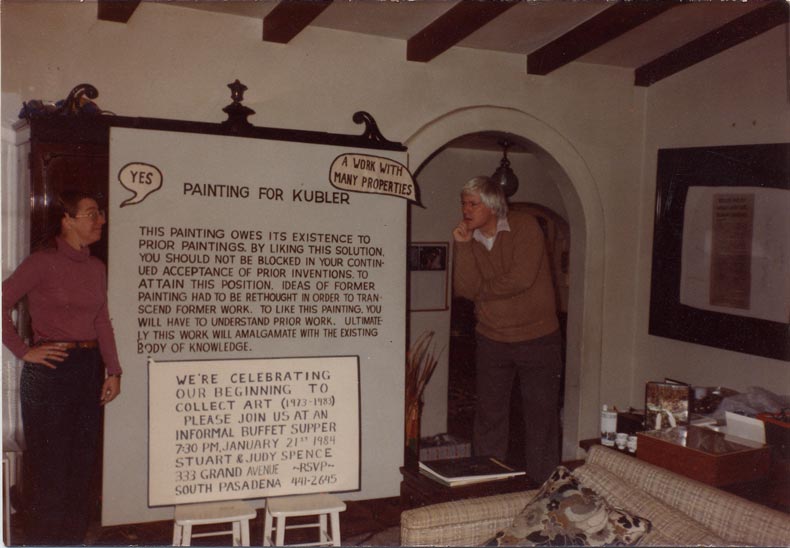 YES
A WORK WITH
MANY PROPERTIES
PAINTING FOR KUBLER
THIS PAINTING OWES ITS EXISTENCE TO
PRIOR PAINTINGS. BY LIKING THIS SOLUTION,
YOU SHOULD NOT BE BLOCKED IN YOUR CONTIN-
UED ACCEPTANCE OF PRIOR INVENTIONS. TO
ATTAIN THIS POSITION, IDEAS OF FORMER
PAINTING HAD TO BE RETHOUGHT IN ORDER TO TRAN-
SCEND FORMER WORK. TO LIKE THIS PAINTING, YOU
WILL HAVE TO UNDERSTAND PRIOR WORK. ULTIMATE-
LY THIS WORK WILL AMALGAMATE WITH THE EXISTING
BODY OF KNOWLEDGE.
WE'RE CELEBRATING
OUR BEGINNING TO
COLLECT ART (1973-1983)
PLEASE JOIN US AT AN
INFORMAL BUFFET SUPPER
7:30 PM, JANUARY 21ST 1984
STUART & JUDY SPENCE
333 GRAND AVENUE ~RSVP~
SOUTH PASADENA 441-2645